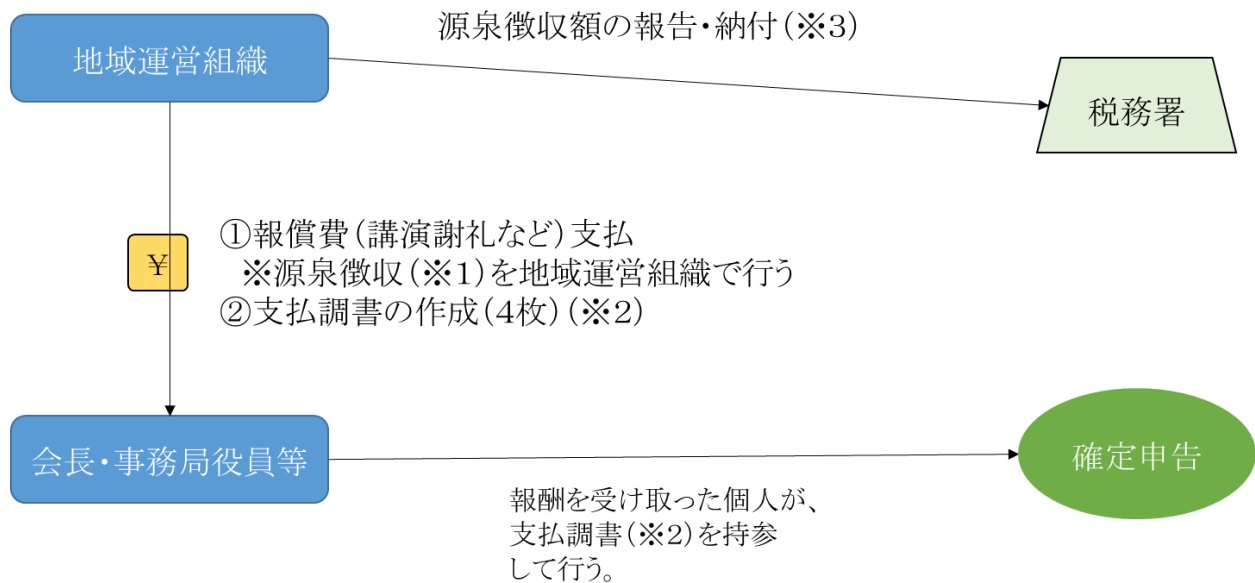 源泉徴収額の報告・納付(※3)
地域運営組織
税務署
¥
①報償費(講演謝礼など)支払
※源泉徴収(※1)を地域運営組織で行う
②支払調書の作成(4枚)(※2)
会長・事務局役員等
確定申告
報酬を受け取った個人が、
支払調書(※2)を持参
して行う。